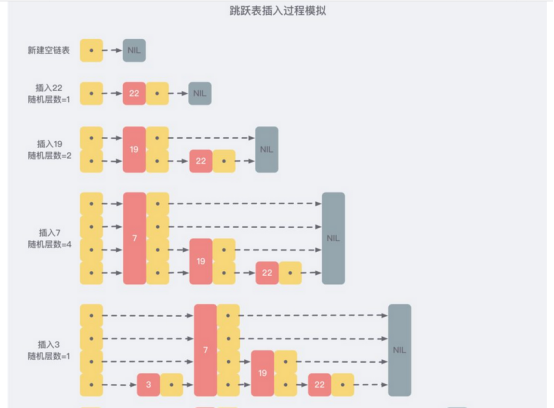 跳跃表插入过程模拟
新建空链表
NIL
插入22
随机层数=1
22
NIL
插入19
随机层数=2
19
22
NIL
插入7
随机层数=4
7
19
22
NIL
插入3
随机层数=1
3
7
19
22
NIL